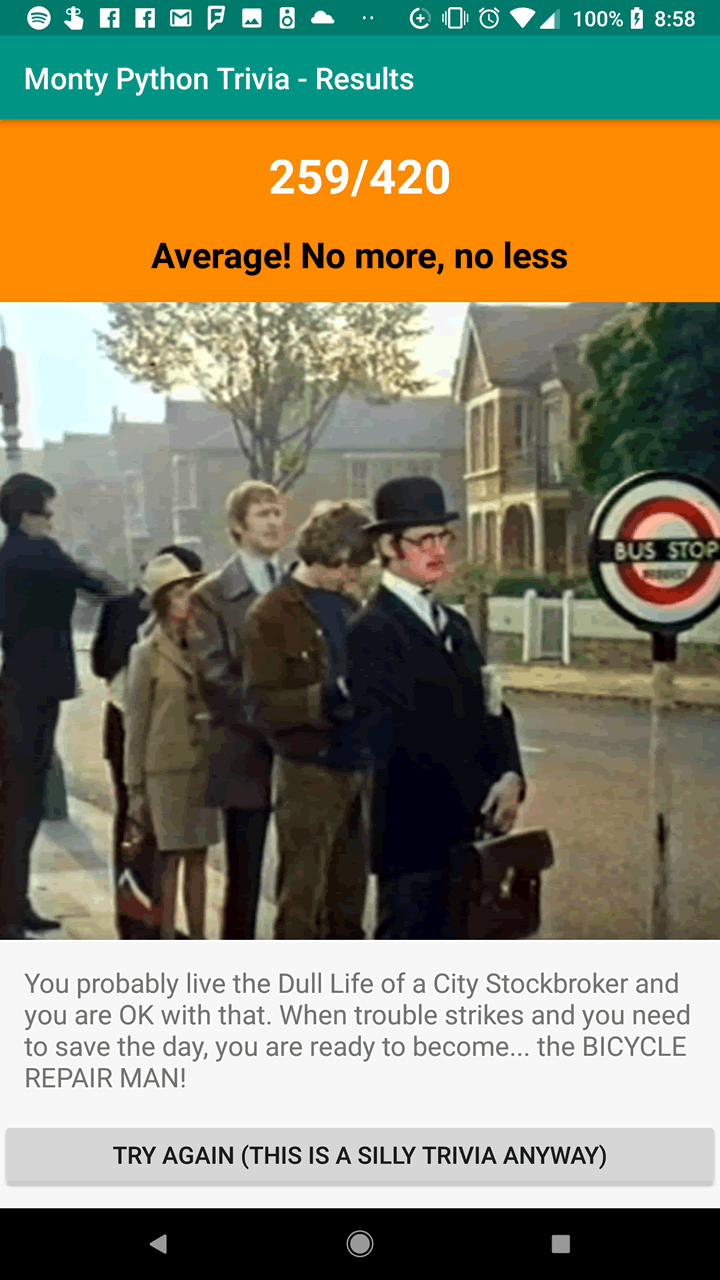 100% 8:58
Monty Python Trivia - Results
259/420
Average! No more, no less
BUS STOP
You probably live the Dull Life of a City Stockbroker and
you are OK with that. When trouble strikes and you need
to save the day, you are ready to become... the BICYCLE
REPAIR MAN!
TRY AGAIN (THIS IS A SILLY TRIVIA ANYWAY)